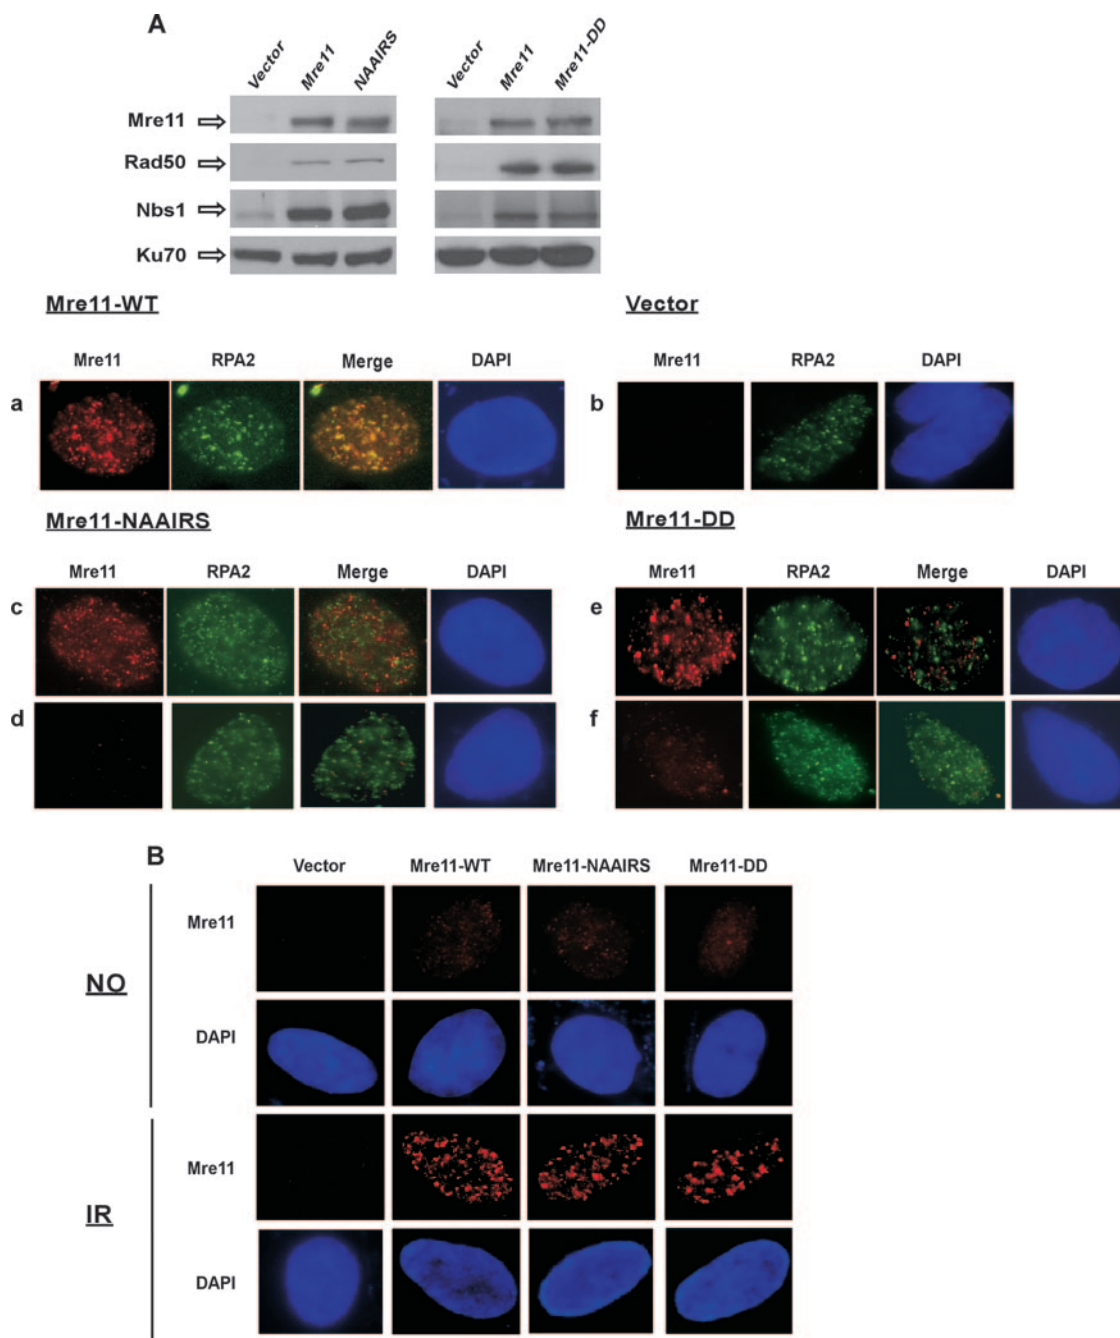 A
Vector Mre11 NAAIRS Vector Mre11 Mre11-DD
Mre11
Rad50
Nbs1
Ku70
Mre11-WT Vector
Mre11 RPA2 Merge DAPI Mre11 RPA2 DAPI
a b
Mre11-NAAIRS Mre11-DD
Mre11 RPA2 Merge DAPI Mre11 RPA2 Merge DAPI
c e
d f
B
Vector Mre11-WT Mre11-NAAIRS Mre11-DD
Mre11
NO
DAPI
Mre11
IR
DAPI